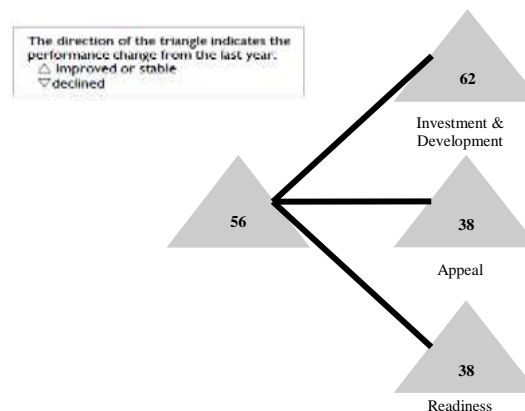 The direction of the triangle indicates the
performance change from the last year.
△ improved or stable
▽ declined
62
Investment &
Development
56
38
Appeal
38
Readiness